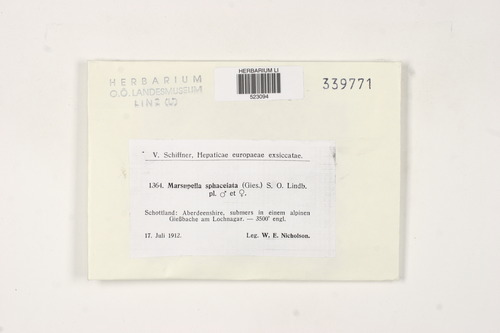 HERBARIUM
O.Ö. LANDESMUSEUM
LINZ
HERBARIUM LI
523094
339771
V. Schiffner, Hepaticae europaeae exsiccatae.
1364. Marsupella sphacelata (Gies.) S. O. Lindb.
pl. ♂ et ♀.
Schottland: Aberdeenshire, submers in einem alpinen
Gießbache am Lochnagar. — 3500' engl.
17. Juli 1912. Leg. W. E. Nicholson.